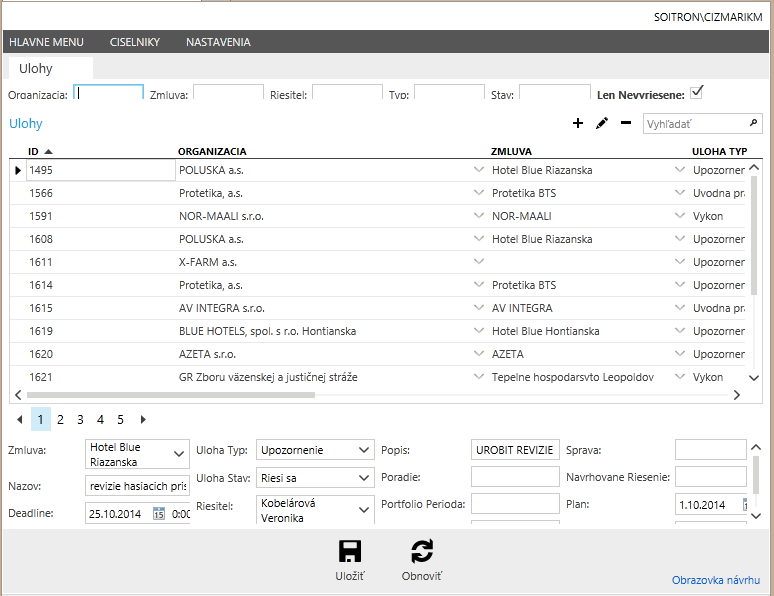 SOITRON\CIZMARIKM
HLAVNE MENU CISELNIKY NASTAVENIA
Ulohy
Organizacia: Zmluva: Riesitel: Typ: Stav: Len Nevyriesene:
Ulohy Vyhľadať
ID ORGANIZACIA ZMLUVA ULOHA TYP
1495 POLUSKA a.s. Hotel Blue Riazanska Upozorner
1566 Protetika, a.s. Protetika BTS Uvodna pr
1591 NOR-MAALI s.r.o. NOR-MAALI Vykon
1608 POLUSKA a.s. Hotel Blue Riazanska Upozorner
1611 X-FARM a.s. Upozorner
1614 Protetika, a.s. Protetika BTS Upozorner
1615 AV INTEGRA s.r.o. AV INTEGRA Uvodna pr
1619 BLUE HOTELS, spol. s r.o. Hontianska Hotel Blue Hontianska Upozorner
1620 AZETA s.r.o. AZETA Upozorner
1621 GR Zboru väzenskej a justičnej stráže Tepelne hospodarsvto Leopoldov Vykon
1 2 3 4 5
Zmluva: Hotel Blue Riazanska Uloha Typ: Upozornenie Popis: UROBIT REVIZIE Sprava:
Nazov: revizie hasiacich pris Uloha Stav: Riesi sa Poradie: Navrhovane Riesenie:
Deadline: 25.10.2014 15 0:00 Riesitel: Kobelárová Veronika Portfolio Perioda: Plan: 1.10.2014
Uložiť Obnoviť
Obrazovka návrhu